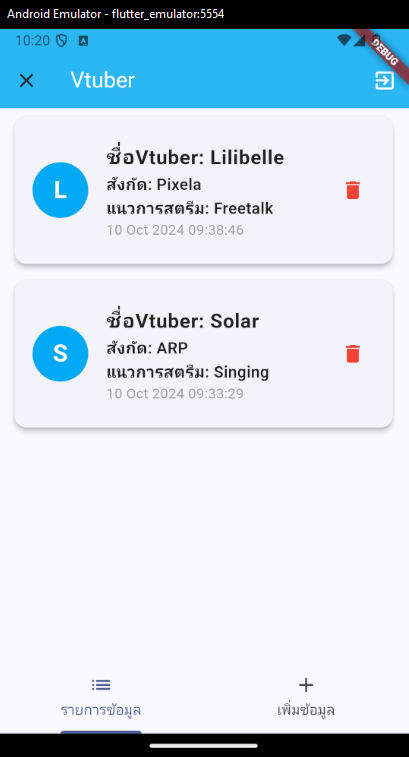 Android Emulator - flutter_emulator:5554
10:20
A
DEBUG
Vtuber
L
ชื่อVtuber: Lilibelle
สังกัด: Pixela
แนวการสตรีม: Freetalk
10 Oct 2024 09:38:46
S
ชื่อVtuber: Solar
สังกัด: ARP
แนวการสตรีม: Singing
10 Oct 2024 09:33:29
รายการข้อมูล
เพิ่มข้อมูล